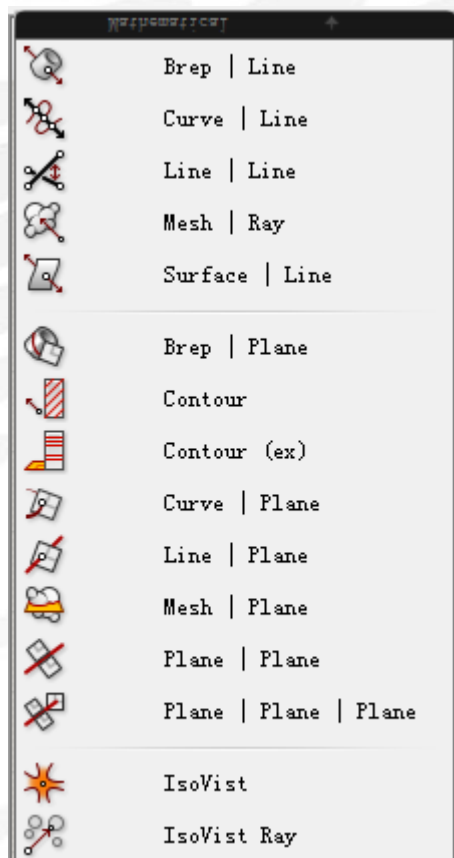 Mathematical
Brep | Line
Curve | Line
Line | Line
Mesh | Ray
Surface | Line
Brep | Plane
Contour
Contour (ex)
Curve | Plane
Line | Plane
Mesh | Plane
Plane | Plane
Plane | Plane | Plane
IsoVist
IsoVist Ray